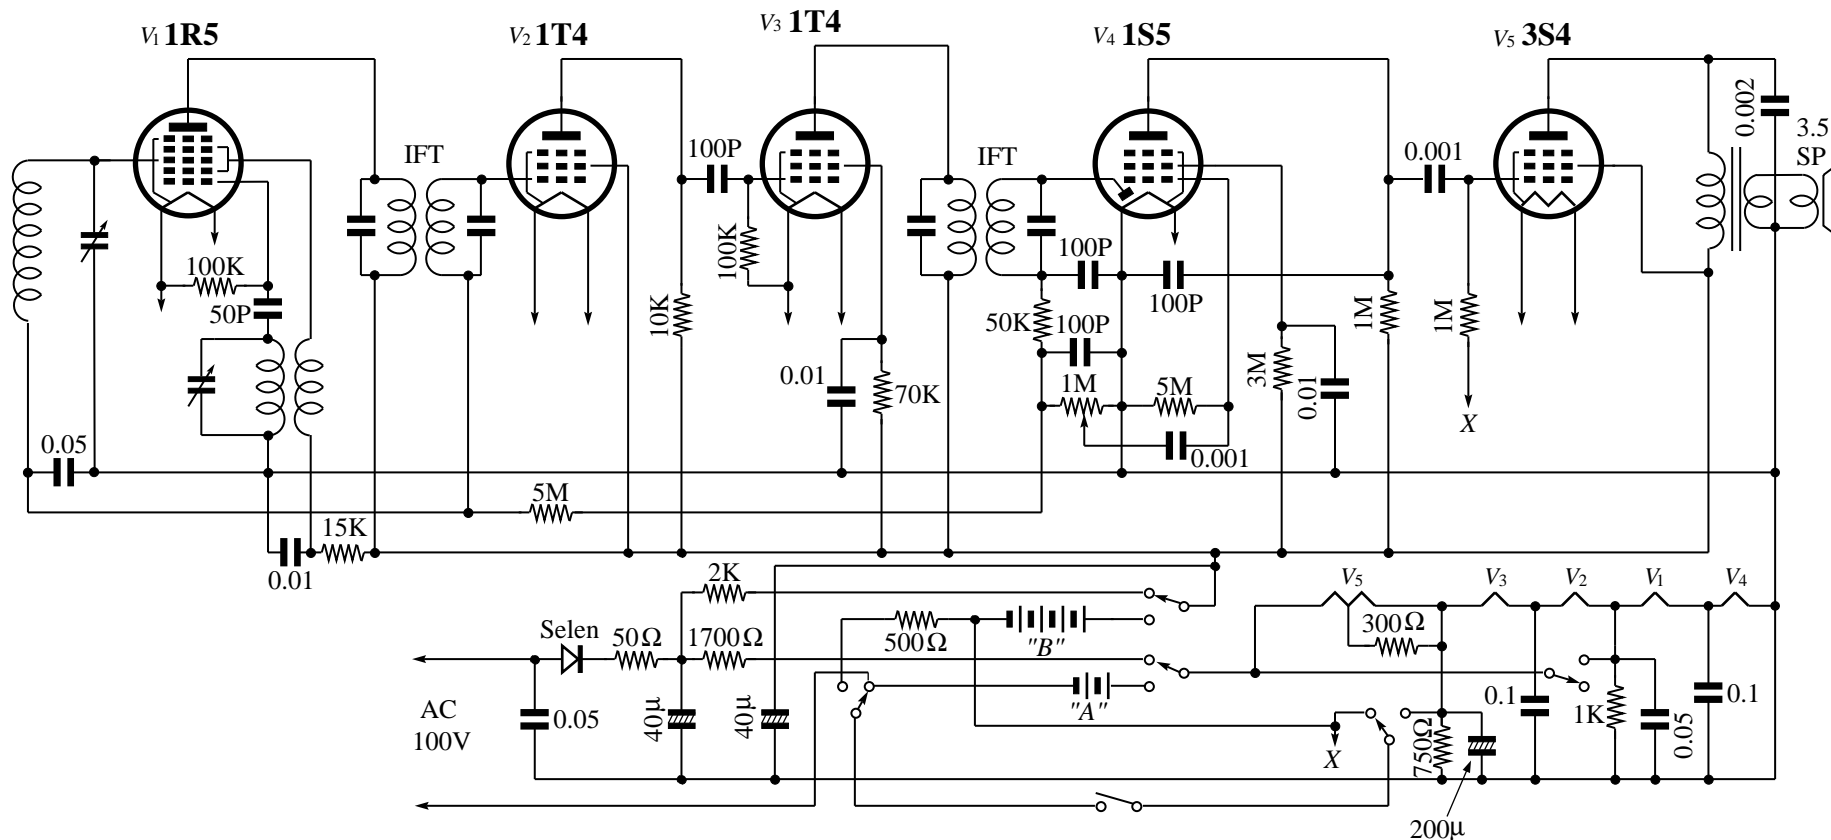 V1 1R5
V2 1T4
V3 1T4
V4 1S5
V5 3S4
IFT
100P
IFT
0.001
0.002
3.5
SP
100K
50P
100K
10K
100P
100P
50K
100P
1M
1M
0.01
70K
1M
5M
3M
0.01
X
0.05
0.001
5M
15K
0.01
2K
V5
V3
V2
V1
V4
Selen
50Ω
1700Ω
500Ω
"B"
300Ω
"A"
AC
100V
0.05
40μ
40μ
X
750Ω
0.1
1K
0.05
0.1
200μ